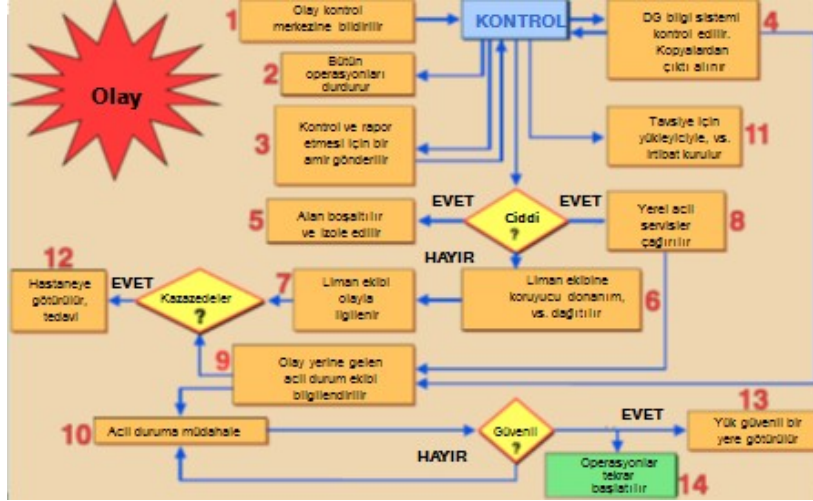 Olay
1
Olay kontrol
merkezine bildirilir
KONTROL
DG bilgi sistemi
kontrol edilir.
Kopyalardan
çıktı alınır
4
2
Bütün
operasyonları
durdurur
3
Kontrol ve rapor
etmesi için bir
amir gönderilir
Tavsiye için
yükleyiciyle, vs.
irtibat kurulur
11
5
Alan boşaltılır
ve izole edilir
EVET
Ciddi
?
EVET
Yerel acil
servisler
çağırılır
8
HAYIR
12
Hastaneye
götürülür,
tedavi
EVET
Kazazedeler
?
7
Liman ekibi
olayla
ilgilenir
Liman ekibine
koruyucu donanım,
vs. dağıtılır
6
9
Olay yerine gelen
acil durum ekibi
bilgilendirilir
10
Acil duruma müdahale
Güvenli
?
EVET
HAYIR
13
Yük güvenli bir
yere götürülür
Operasyonlar
tekrar
başlatılır
14